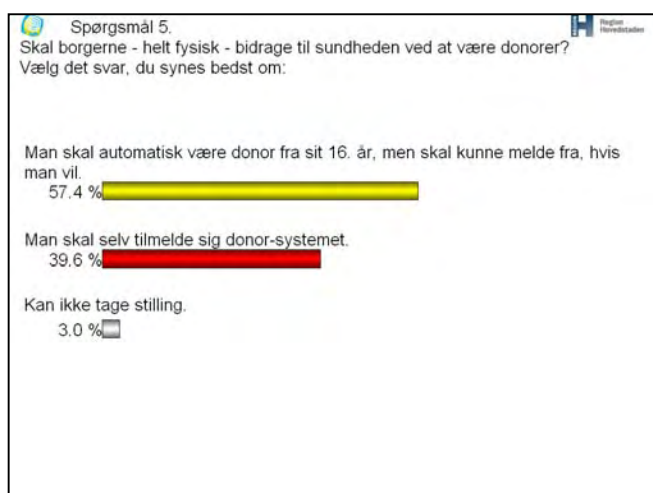 Spørgsmål 5.
Region
Hovedstaden
Skal borgerne - helt fysisk - bidrage til sundheden ved at være donorer?
Vælg det svar, du synes bedst om:
Man skal automatisk være donor fra sit 16. år, men skal kunne melde fra, hvis
man vil.
57.4 %
Man skal selv tilmelde sig donor-systemet.
39.6 %
Kan ikke tage stilling.
3.0 %